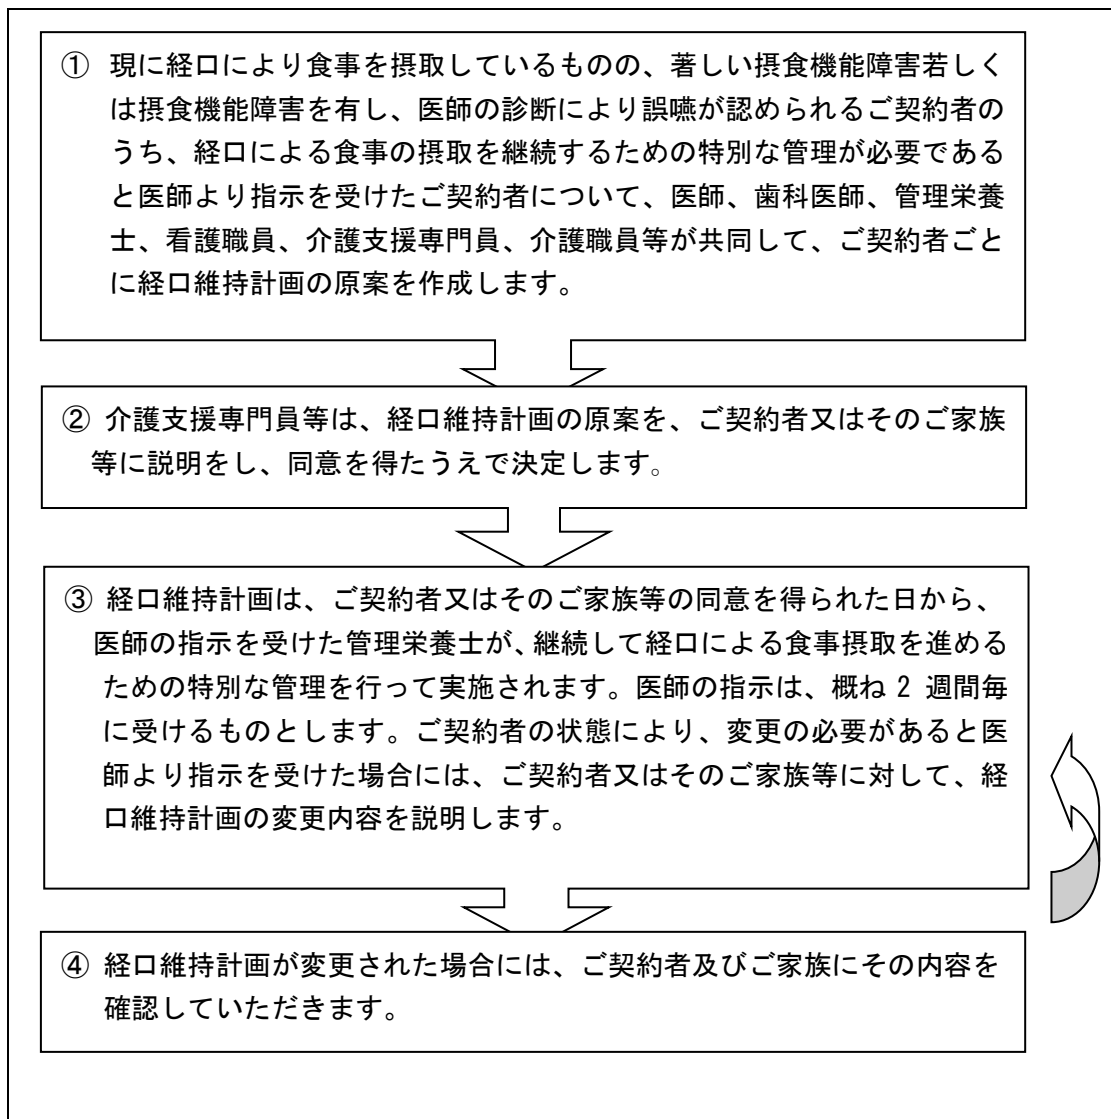 ① 現に経口により食事を摂取しているものの、著しい摂食機能障害若しく
は摂食機能障害を有し、医師の診断により誤嚥が認められるご契約者の
うち、経口による食事の摂取を継続するための特別な管理が必要である
と医師より指示を受けたご契約者について、医師、歯科医師、管理栄養
士、看護職員、介護支援専門員、介護職員等が共同して、ご契約者ごと
に経口維持計画の原案を作成します。
② 介護支援専門員等は、経口維持計画の原案を、ご契約者又はそのご家族
等に説明をし、同意を得たうえで決定します。
③ 経口維持計画は、ご契約者又はそのご家族等の同意を得られた日から、
医師の指示を受けた管理栄養士が、継続して経口による食事摂取を進める
ための特別な管理を行って実施されます。医師の指示は、概ね 2 週間毎
に受けるものとします。ご契約者の状態により、変更の必要があると医
師より指示を受けた場合には、ご契約者又はそのご家族等に対して、経
口維持計画の変更内容を説明します。
④ 経口維持計画が変更された場合には、ご契約者及びご家族にその内容を
確認していただきます。